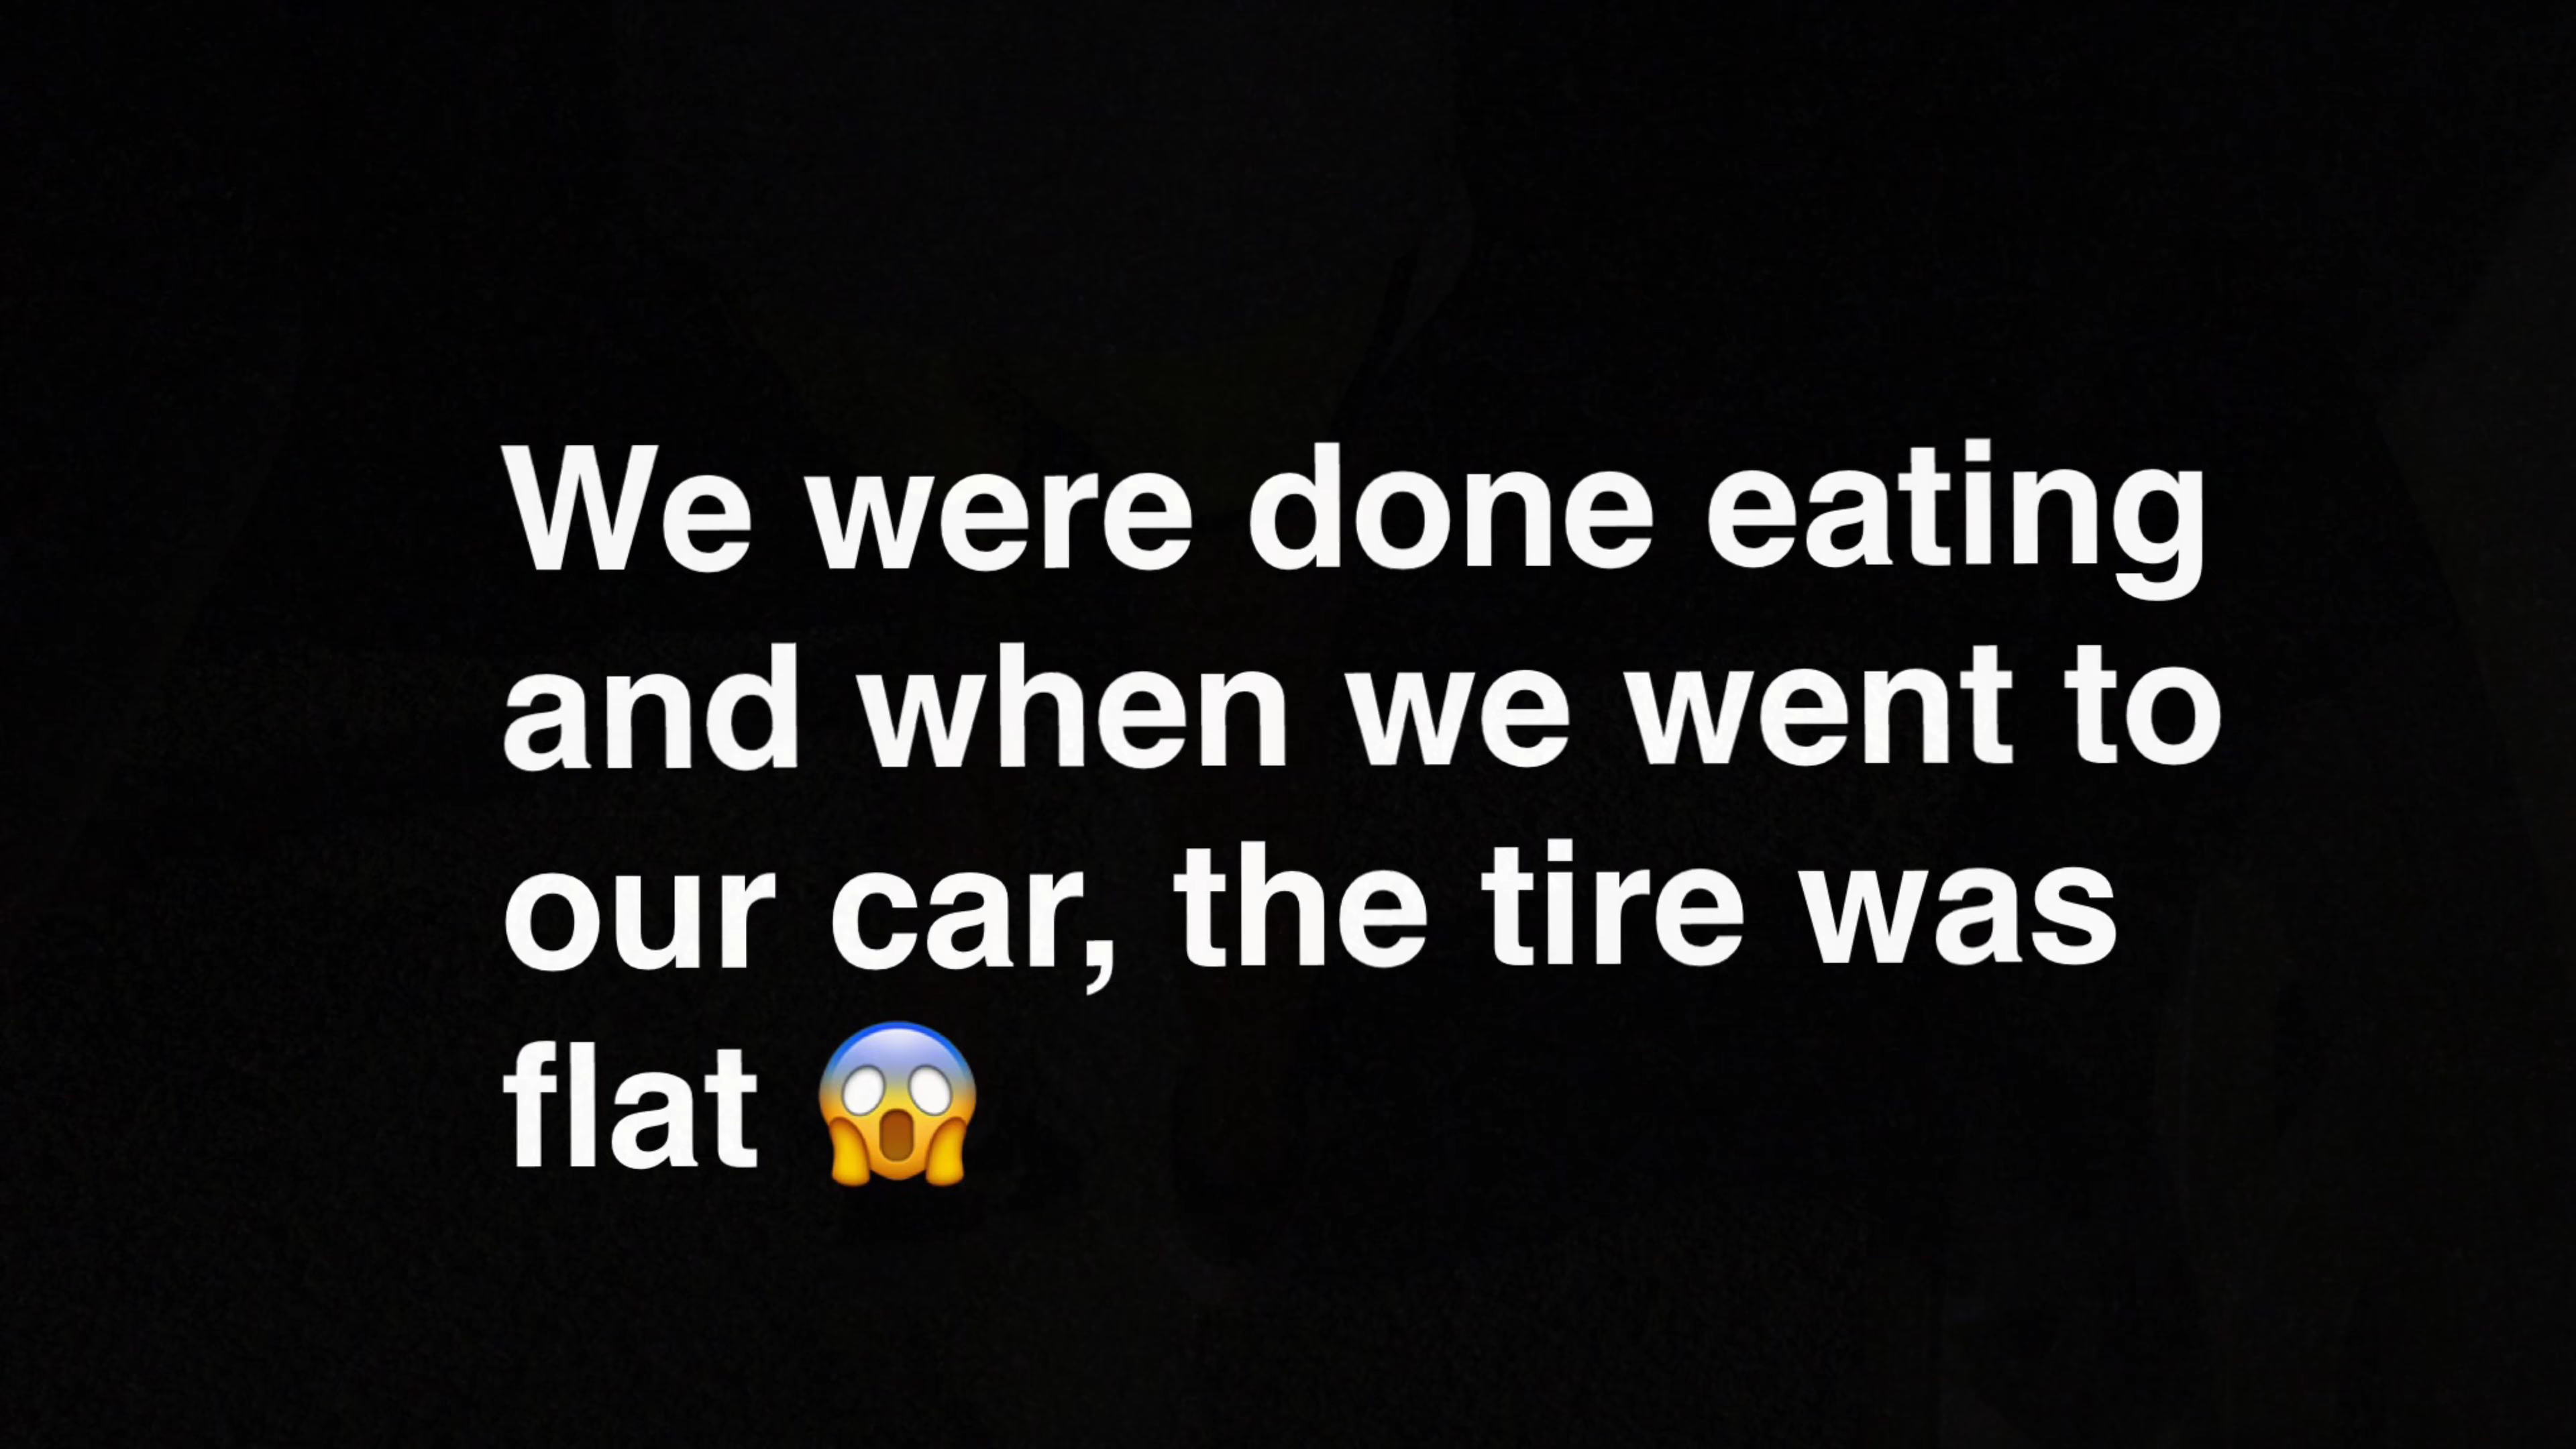 We were done eating
and when we went to
our car, the tire was
flat 😱